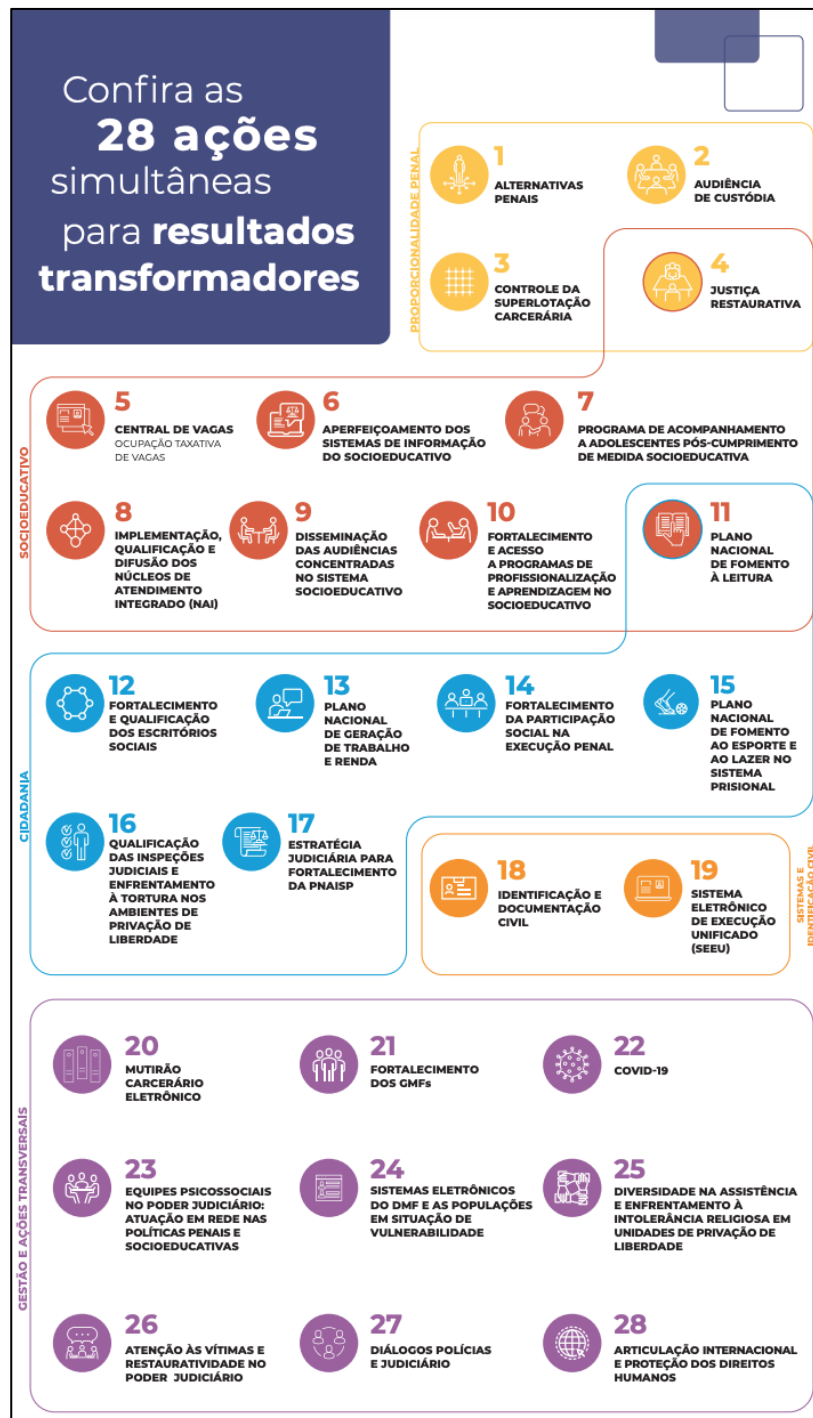 Confira as
28 ações
simultâneas
para resultados
transformadores
PROPORCIONALIDADE PENAL
1
ALTERNATIVAS
PENAIS
2
AUDIÊNCIA
DE CUSTÓDIA
3
CONTROLE DA
SUPERLOTAÇÃO
CARCERÁRIA
4
JUSTIÇA
RESTAURATIVA
SOCIOEDUCATIVO
5
CENTRAL DE VAGAS
OCUPAÇÃO TAXATIVA
DE VAGAS
6
APERFEIÇOAMENTO DOS
SISTEMAS DE INFORMAÇÃO
DO SOCIOEDUCATIVO
7
PROGRAMA DE ACOMPANHAMENTO
A ADOLESCENTES PÓS-CUMPRIMENTO
DE MEDIDA SOCIOEDUCATIVA
8
IMPLEMENTAÇÃO,
QUALIFICAÇÃO E
DIFUSÃO DOS
NÚCLEOS DE
ATENDIMENTO
INTEGRADO (NAI)
9
DISSEMINAÇÃO
DAS AUDIÊNCIAS
CONCENTRADAS
NO SISTEMA
SOCIOEDUCATIVO
10
FORTALECIMENTO
E ACESSO
A PROGRAMAS DE
PROFISSIONALIZAÇÃO
E APRENDIZAGEM NO
SOCIOEDUCATIVO
11
PLANO
NACIONAL
DE FOMENTO
À LEITURA
CIDADANIA
12
FORTALECIMENTO
E QUALIFICAÇÃO
DOS ESCRITÓRIOS
SOCIAIS
13
PLANO
NACIONAL
DE GERAÇÃO
DE TRABALHO
E RENDA
14
FORTALECIMENTO
DA PARTICIPAÇÃO
SOCIAL NA
EXECUÇÃO PENAL
15
PLANO
NACIONAL
DE FOMENTO
AO ESPORTE E
AO LAZER NO
SISTEMA
PRISIONAL
16
QUALIFICAÇÃO
DAS INSPEÇÕES
JUDICIAIS E
ENFRENTAMENTO
À TORTURA NOS
AMBIENTES DE
PRIVAÇÃO DE
LIBERDADE
17
ESTRATÉGIA
JUDICIÁRIA PARA
FORTALECIMENTO
DA PNAISP
18
IDENTIFICAÇÃO E
DOCUMENTAÇÃO
CIVIL
19
SISTEMA
ELETRÔNICO
DE EXECUÇÃO
UNIFICADO
(SEEU)
SISTEMAS E
IDENTIFICAÇÃO CIVIL
GESTÃO E AÇÕES TRANSVERSAIS
20
MUTIRÃO
CARCERÁRIO
ELETRÔNICO
21
FORTALECIMENTO
DOS GMFs
22
COVID-19
23
EQUIPES PSICOSSOCIAIS
NO PODER JUDICIÁRIO:
ATUAÇÃO EM REDE NAS
POLÍTICAS PENAIS E
SOCIOEDUCATIVAS
24
SISTEMAS ELETRÔNICOS
DO DMF E AS POPULAÇÕES
EM SITUAÇÃO DE
VULNERABILIDADE
25
DIVERSIDADE NA ASSISTÊNCIA
E ENFRENTAMENTO À
INTOLERÂNCIA RELIGIOSA EM
UNIDADES DE PRIVAÇÃO DE
LIBERDADE
26
ATENÇÃO ÀS VÍTIMAS E
RESTAURATIVIDADE NO
PODER JUDICIÁRIO
27
DIÁLOGOS POLÍCIAS
E JUDICIÁRIO
28
ARTICULAÇÃO INTERNACIONAL
E PROTEÇÃO DOS DIREITOS
HUMANOS